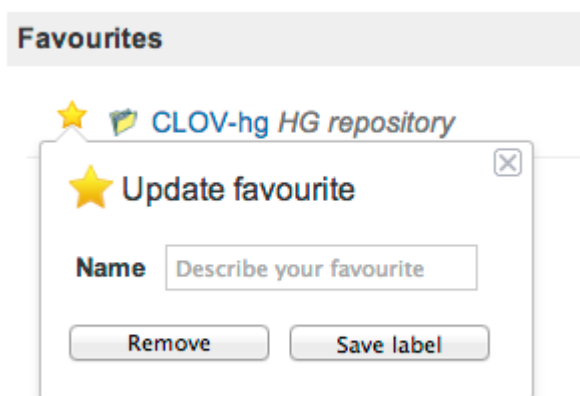 Favourites
CLOV-hg HG repository
Update favourite
Name Describe your favourite
Remove Save label